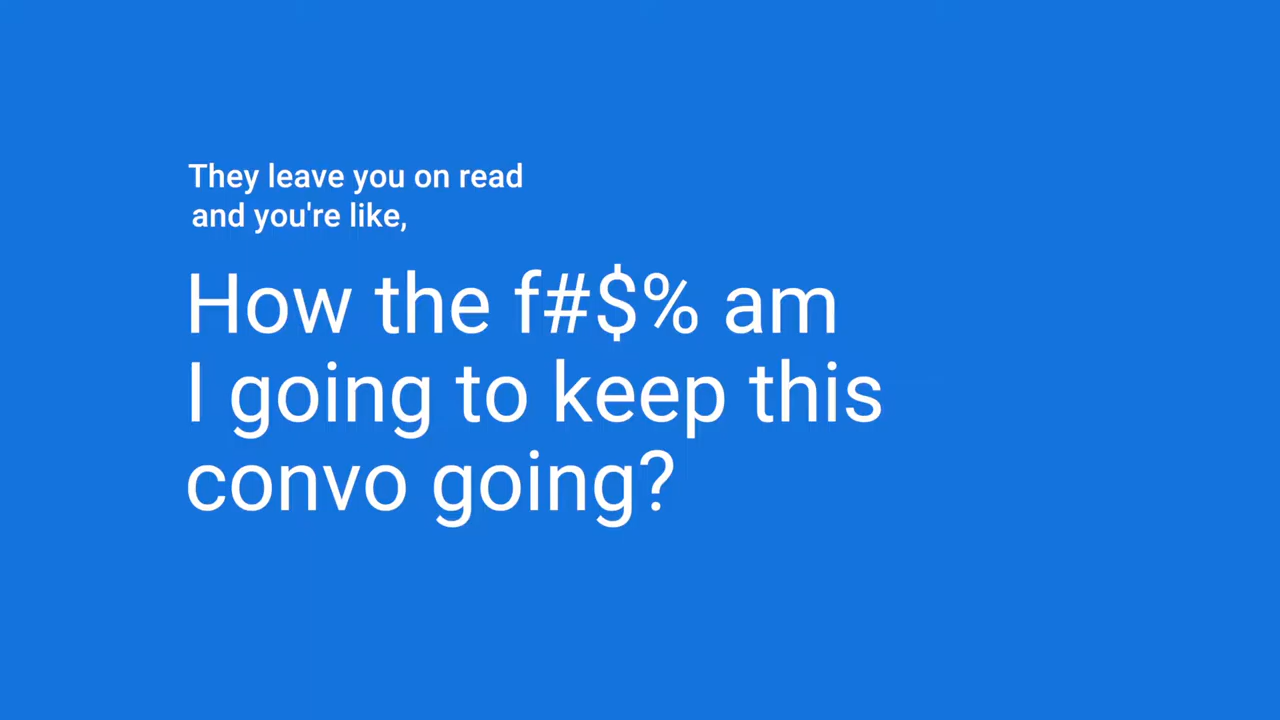 They leave you on read
and you're like,
How the f#$% am
I going to keep this
convo going?